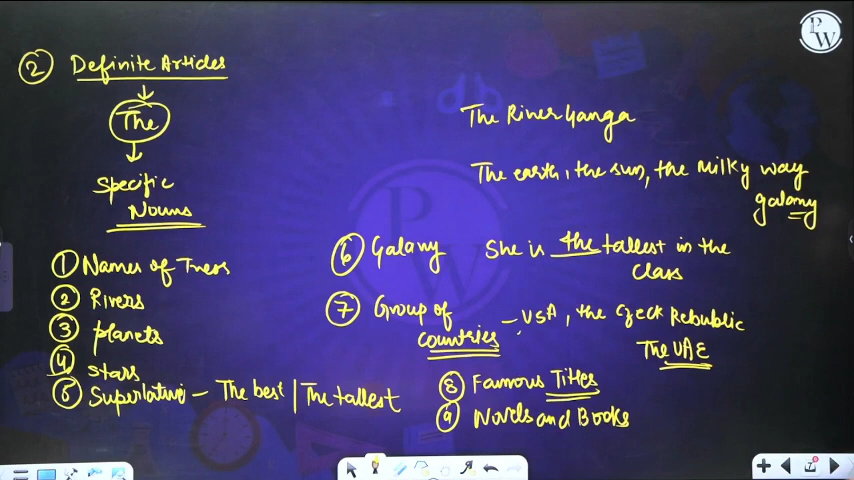 ② Definite Articles
The
Specific
Nouns
① Names of Trees
② Rivers
③ planets
④ stars
⑤ Superlative – The best | The tallest
The River Ganga
The earth, the sun, the Milky way
galaxy
⑥ Galaxy
She is the tallest in the
class
⑦ Group of
countries – USA, the Czeck Rebublic
The UAE
⑧ Famous Titles
⑨ Novels and Books
PW